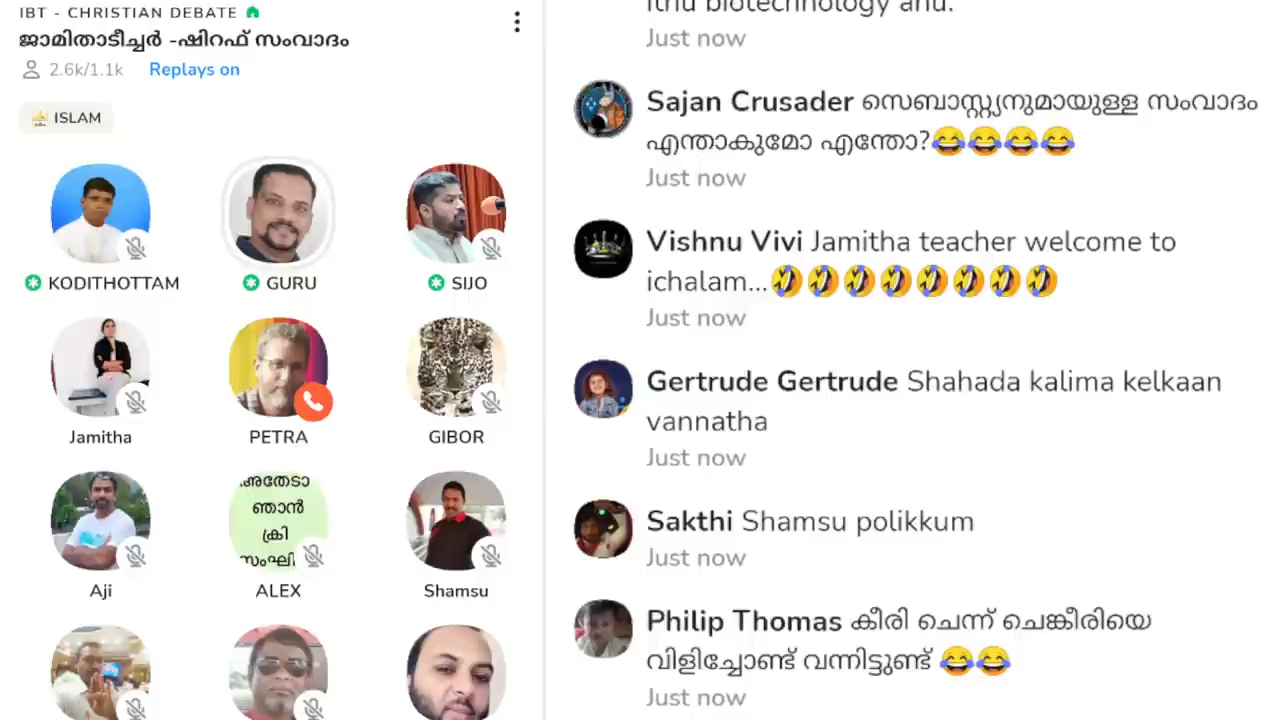 IBT - CHRISTIAN DEBATE
ജാമിതാടീച്ചർ -ഷിറഫ് സംവാദം
2.6k/1.1k Replays on
ISLAM
KODITHOTTAM GURU SIJO
Jamitha PETRA GIBOR
അതേടാ
ഞാൻ
ക്രി
സംഘി
Aji ALEX Shamsu
ithu biotechnology anu.
Just now
Sajan Crusader സെബാസ്റ്റ്യനുമായുള്ള സംവാദം
എന്താകുമോ എന്തോ?😂😂😂😂
Just now
Vishnu Vivi Jamitha teacher welcome to
ichalam...🤣🤣🤣🤣🤣🤣🤣🤣
Just now
Gertrude Gertrude Shahada kalima kelkaan
vannatha
Just now
Sakthi Shamsu polikkum
Just now
Philip Thomas കീരി ചെന്ന് ചെങ്കീരിയെ
വിളിച്ചോണ്ട് വന്നിട്ടുണ്ട് 😂😂
Just now